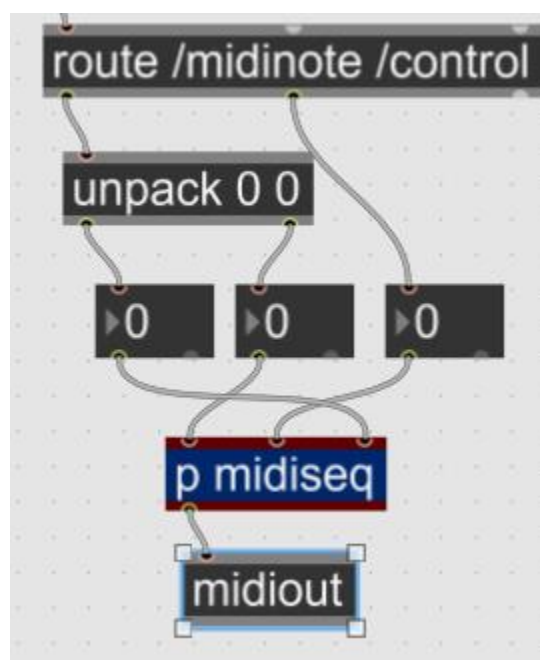 route /midinote /control
unpack 0 0
0 0 0
p midiseq
midiout